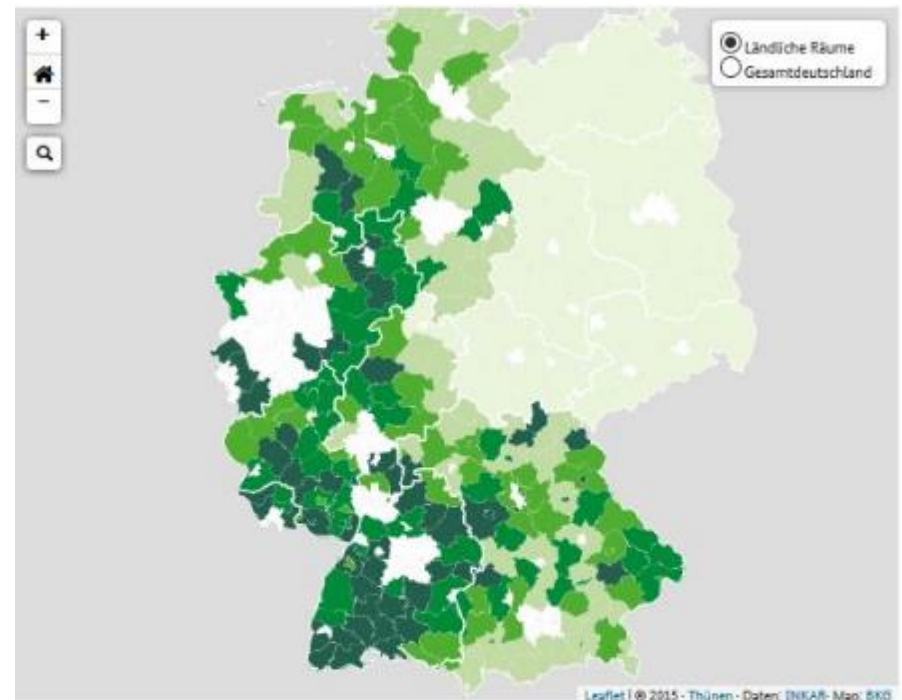 +
−
Ländliche Räume
Gesamtdeutschland
Leaflet | © 2015 - Thünen - Daten: INKAR- Map: BKG